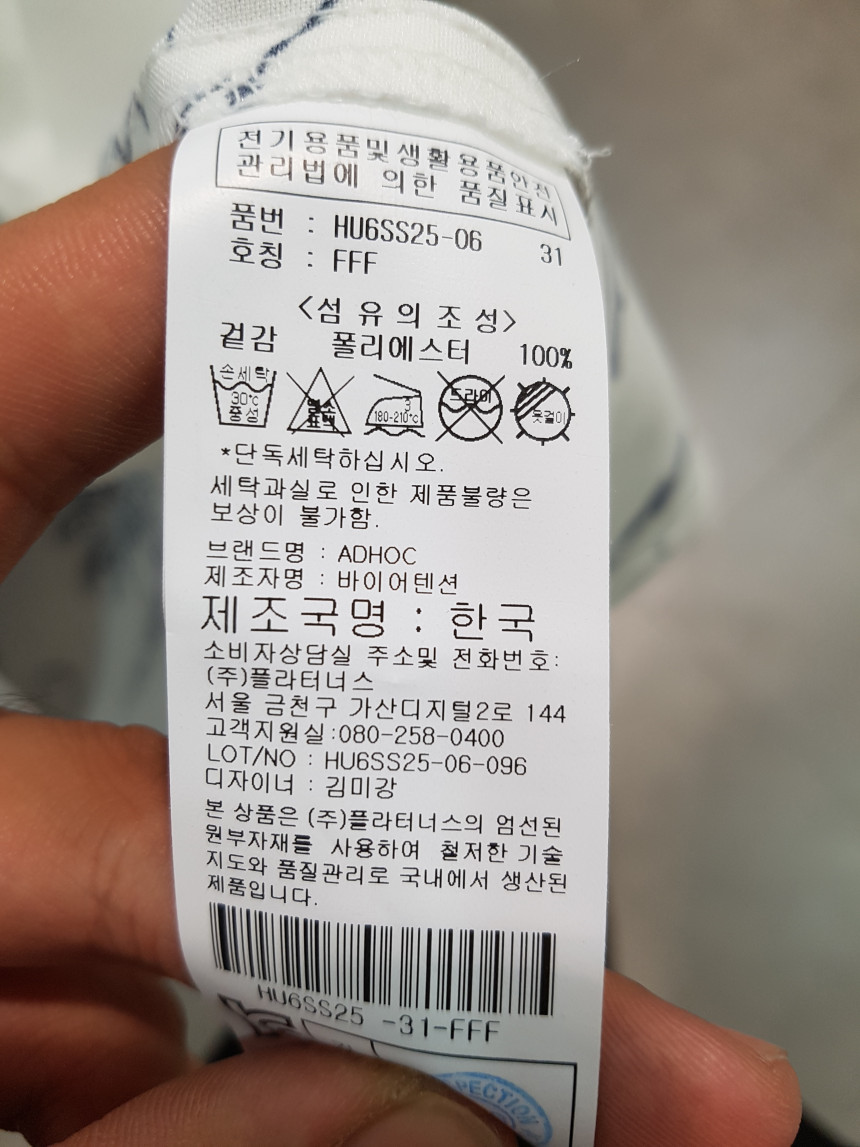 전기용품및생활용품안전
관리법에 의한 품질표시
품번 : HU6SS25-06 31
호칭 : FFF
<섬유의조성>
겉감 폴리에스터 100%
손세탁 30℃ 중성
염소 표백
3 180-210℃
드라이
옷걸이
*단독세탁하십시오.
세탁과실로 인한 제품불량은
보상이 불가함.
브랜드명 : ADHOC
제조자명 : 바이어텐션
제조국명 : 한국
소비자상담실 주소및 전화번호:
(주)플라터너스
서울 금천구 가산디지털2로 144
고객지원실:080-258-0400
LOT/NO : HU6SS25-06-096
디자이너 : 김미강
본 상품은 (주)플라터너스의 엄선된
원부자재를 사용하여 철저한 기술
지도와 품질관리로 국내에서 생산된
제품입니다.
HU6SS25 -31-FFF